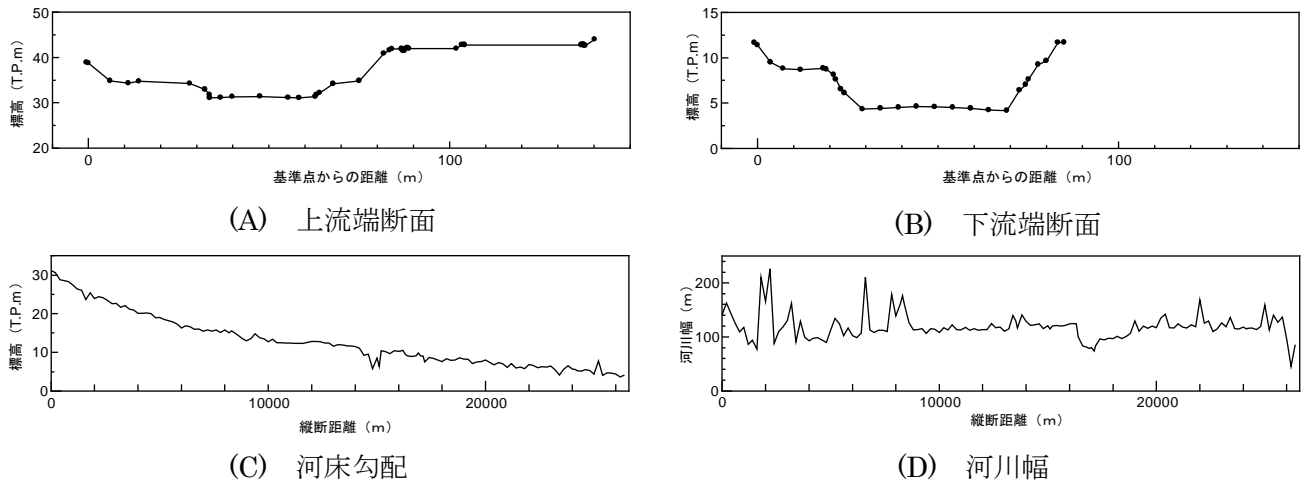 50
40
30
20
標高（T.P.m）
0
100
基準点からの距離（m）
(A) 上流端断面
15
10
5
0
標高（T.P.m）
0
100
基準点からの距離（m）
(B) 下流端断面
30
20
10
0
標高（T.P.m）
0
10000
20000
縦断距離（m）
(C) 河床勾配
200
100
0
河川幅（m）
0
10000
20000
縦断距離（m）
(D) 河川幅